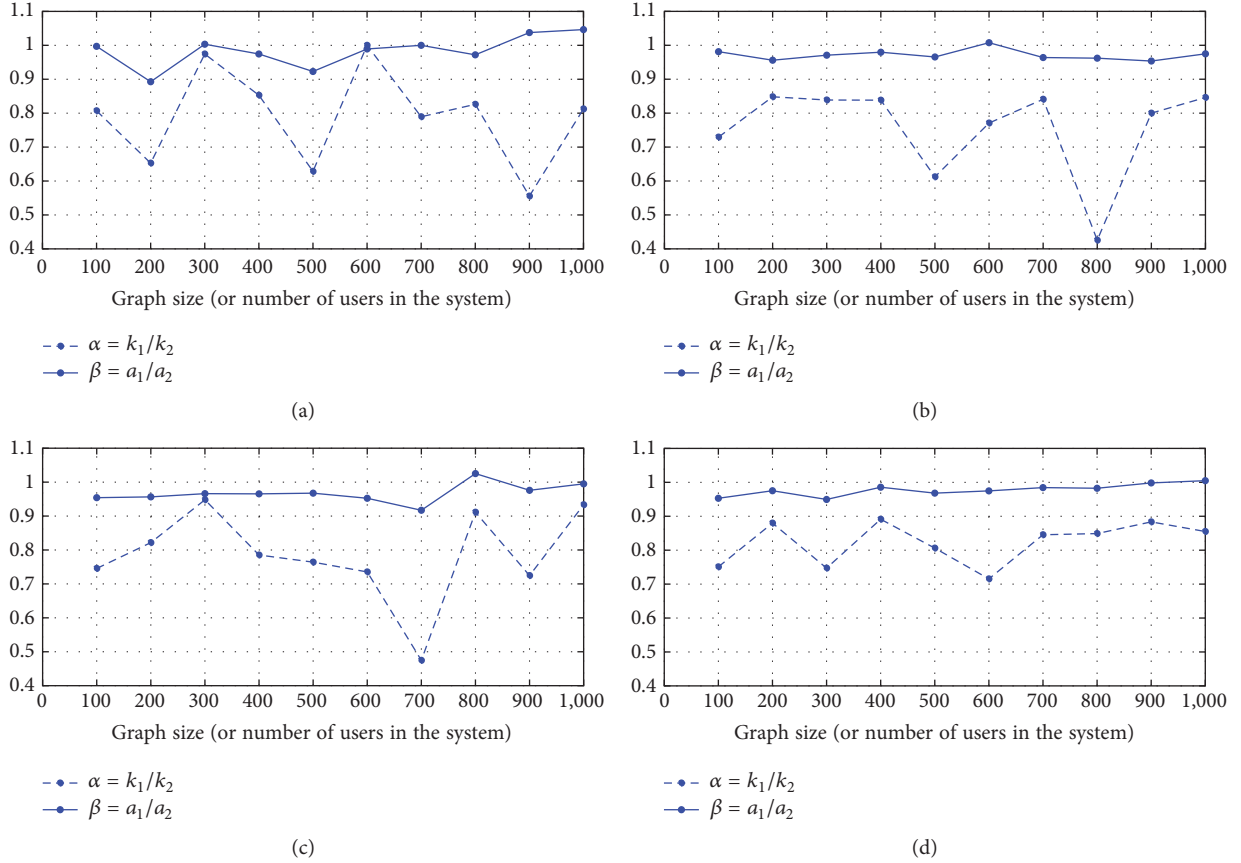 1.1
1
0.9
0.8
0.7
0.6
0.5
0.4
0 100 200 300 400 500 600 700 800 900 1,000
Graph size (or number of users in the system)
α = k₁/k₂
β = a₁/a₂
(a)
1.1
1
0.9
0.8
0.7
0.6
0.5
0.4
0 100 200 300 400 500 600 700 800 900 1,000
Graph size (or number of users in the system)
α = k₁/k₂
β = a₁/a₂
(b)
1.1
1
0.9
0.8
0.7
0.6
0.5
0.4
0 100 200 300 400 500 600 700 800 900 1,000
Graph size (or number of users in the system)
α = k₁/k₂
β = a₁/a₂
(c)
1.1
1
0.9
0.8
0.7
0.6
0.5
0.4
0 100 200 300 400 500 600 700 800 900 1,000
Graph size (or number of users in the system)
α = k₁/k₂
β = a₁/a₂
(d)